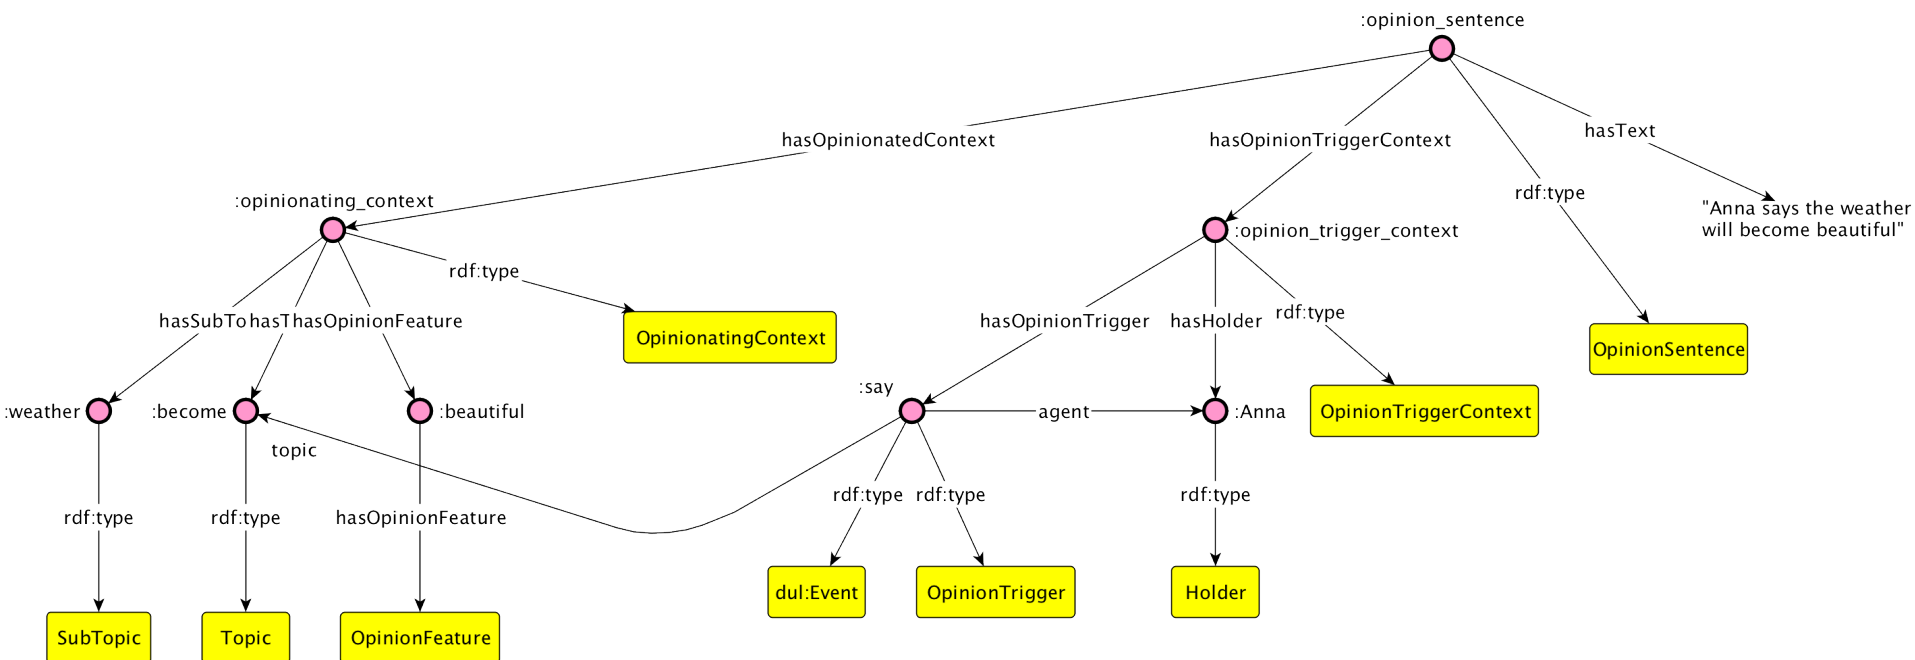 :opinion_sentence
hasOpinionatedContext
hasOpinionTriggerContext
hasText
rdf:type
"Anna says the weather
will become beautiful"
:opinionating_context
:opinion_trigger_context
rdf:type
OpinionatingContext
hasSubTo
hasT
hasOpinionFeature
hasOpinionTrigger
hasHolder
rdf:type
OpinionSentence
:weather
:become
:beautiful
:say
agent
:Anna
OpinionTriggerContext
topic
rdf:type
rdf:type
hasOpinionFeature
rdf:type
rdf:type
rdf:type
dul:Event
OpinionTrigger
Holder
SubTopic
Topic
OpinionFeature